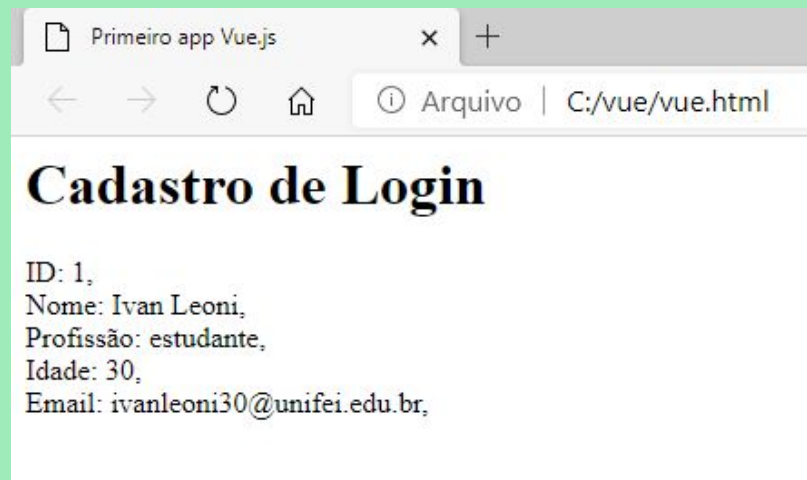 Primeiro app Vue.js
Arquivo | C:/vue/vue.html
Cadastro de Login
ID: 1,
Nome: Ivan Leoni,
Profissão: estudante,
Idade: 30,
Email: ivanleoni30@unifei.edu.br,